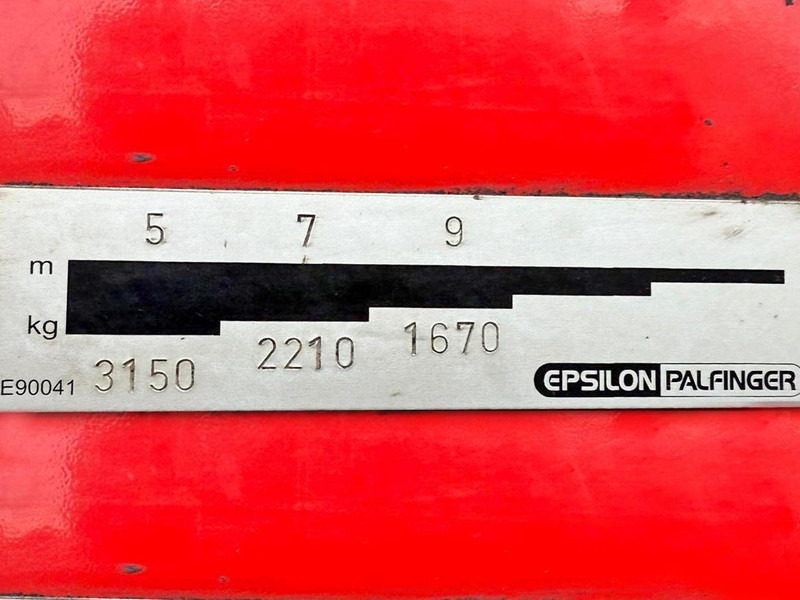 5 7 9
m
kg
3150 2210 1670
E90041
EPSILON PALFINGER